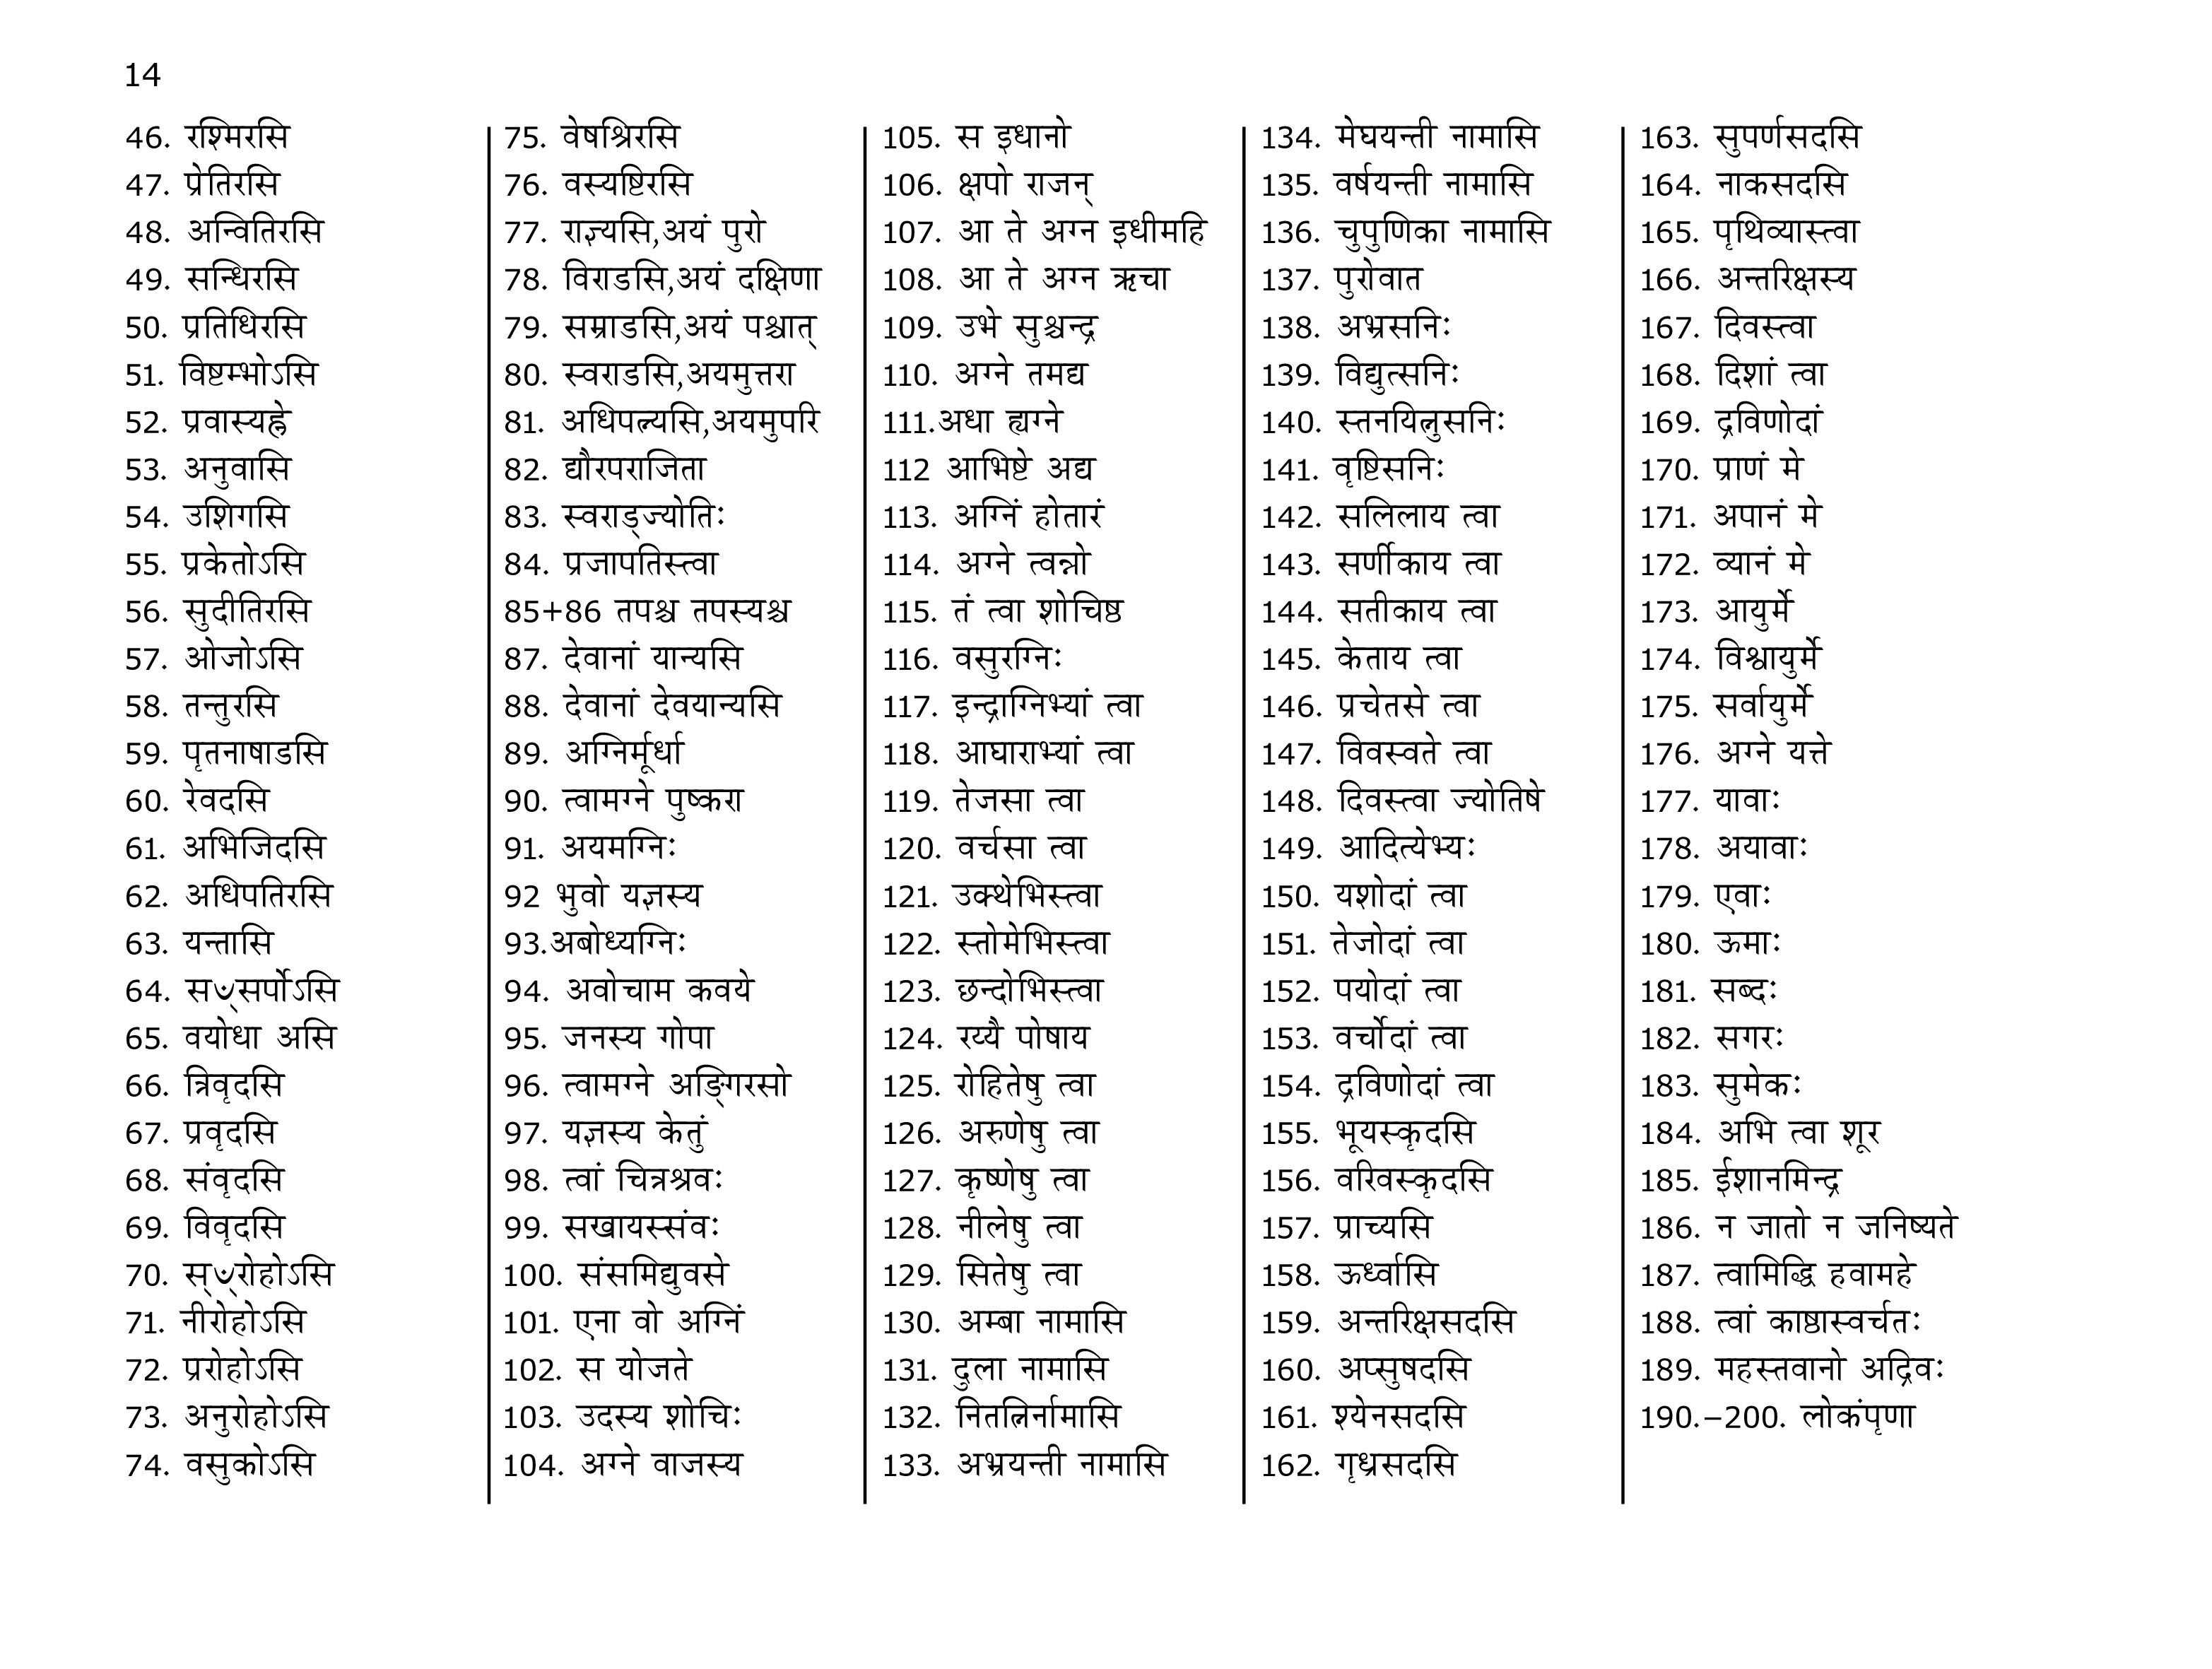 14
46. रश्मिरसि
47. प्रेतिरसि
48. अन्वितिरसि
49. सन्धिरसि
50. प्रतिधिरसि
51. विष्टम्भोऽसि
52. प्रवास्यह्ने
53. अनुवासि
54. उशिगसि
55. प्रकेतोऽसि
56. सुदीतिरसि
57. ओजोऽसि
58. तन्तुरसि
59. पृतनाषाडसि
60. रेवदसि
61. अभिजिदसि
62. अधिपतिरसि
63. यन्तासि
64. सꣳसर्पोऽसि
65. वयोधा असि
66. त्रिवृदसि
67. प्रवृदसि
68. संवृदसि
69. विवृदसि
70. स्ꣳरोहोऽसि
71. नीरोहोऽसि
72. प्ररोहोऽसि
73. अनुरोहोऽसि
74. वसुकोऽसि
75. वेषश्रिरसि
76. वस्यष्टिरसि
77. राज्ञ्यसि,अयं पुरो
78. विराडसि,अयं दक्षिणा
79. सम्राडसि,अयं पश्चात्
80. स्वराडसि,अयमुत्तरा
81. अधिपत्न्यसि,अयमुपरि
82. द्यौरपराजिता
83. स्वराड्ज्योतिः
84. प्रजापतिस्त्वा
85+86 तपश्च तपस्यश्च
87. देवानां यान्यसि
88. देवानां देवयान्यसि
89. अग्निर्मूर्धा
90. त्वामग्ने पुष्करा
91. अयमग्निः
92 भुवो यज्ञस्य
93.अबोध्यग्निः
94. अवोचाम कवये
95. जनस्य गोपा
96. त्वामग्ने अङ्गिरसो
97. यज्ञस्य केतुं
98. त्वां चित्रश्रवः
99. सखायस्संवः
100. संसमिद्युवसे
101. एना वो अग्निं
102. स योजते
103. उदस्य शोचिः
104. अग्ने वाजस्य
105. स इधानो
106. क्षपो राजन्
107. आ ते अग्न इधीमहि
108. आ ते अग्न ऋचा
109. उभे सुश्चन्द्र
110. अग्ने तमद्य
111.अधा ह्यग्ने
112 आभिष्टे अद्य
113. अग्निं होतारं
114. अग्ने त्वन्नो
115. तं त्वा शोचिष्ठ
116. वसुरग्निः
117. इन्द्राग्निभ्यां त्वा
118. आघाराभ्यां त्वा
119. तेजसा त्वा
120. वर्चसा त्वा
121. उक्थेभिस्त्वा
122. स्तोमेभिस्त्वा
123. छन्दोभिस्त्वा
124. रय्यै पोषाय
125. रोहितेषु त्वा
126. अरुणेषु त्वा
127. कृष्णेषु त्वा
128. नीलेषु त्वा
129. सितेषु त्वा
130. अम्बा नामासि
131. दुला नामासि
132. नितत्निर्नामासि
133. अभ्रयन्ती नामासि
134. मेघयन्ती नामासि
135. वर्षयन्ती नामासि
136. चुपुणिका नामासि
137. पुरोवात
138. अभ्रसनिः
139. विद्युत्सनिः
140. स्तनयित्नुसनिः
141. वृष्टिसनिः
142. सलिलाय त्वा
143. सर्णीकाय त्वा
144. सतीकाय त्वा
145. केताय त्वा
146. प्रचेतसे त्वा
147. विवस्वते त्वा
148. दिवस्त्वा ज्योतिषे
149. आदित्येभ्यः
150. यशोदां त्वा
151. तेजोदां त्वा
152. पयोदां त्वा
153. वर्चोदां त्वा
154. द्रविणोदां त्वा
155. भूयस्कृदसि
156. वरिवस्कृदसि
157. प्राच्यसि
158. ऊर्ध्वासि
159. अन्तरिक्षसदसि
160. अप्सुषदसि
161. श्येनसदसि
162. गृध्रसदसि
163. सुपर्णसदसि
164. नाकसदसि
165. पृथिव्यास्त्वा
166. अन्तरिक्षस्य
167. दिवस्त्वा
168. दिशां त्वा
169. द्रविणोदां
170. प्राणं मे
171. अपानं मे
172. व्यानं मे
173. आयुर्मे
174. विश्वायुर्मे
175. सर्वायुर्मे
176. अग्ने यत्ते
177. यावाः
178. अयावाः
179. एवाः
180. ऊमाः
181. सब्दः
182. सगरः
183. सुमेकः
184. अभि त्वा शूर
185. ईशानमिन्द्र
186. न जातो न जनिष्यते
187. त्वामिद्धि हवामहे
188. त्वां काष्ठास्वर्चतः
189. महस्तवानो अद्रिवः
190.–200. लोकंपृणा